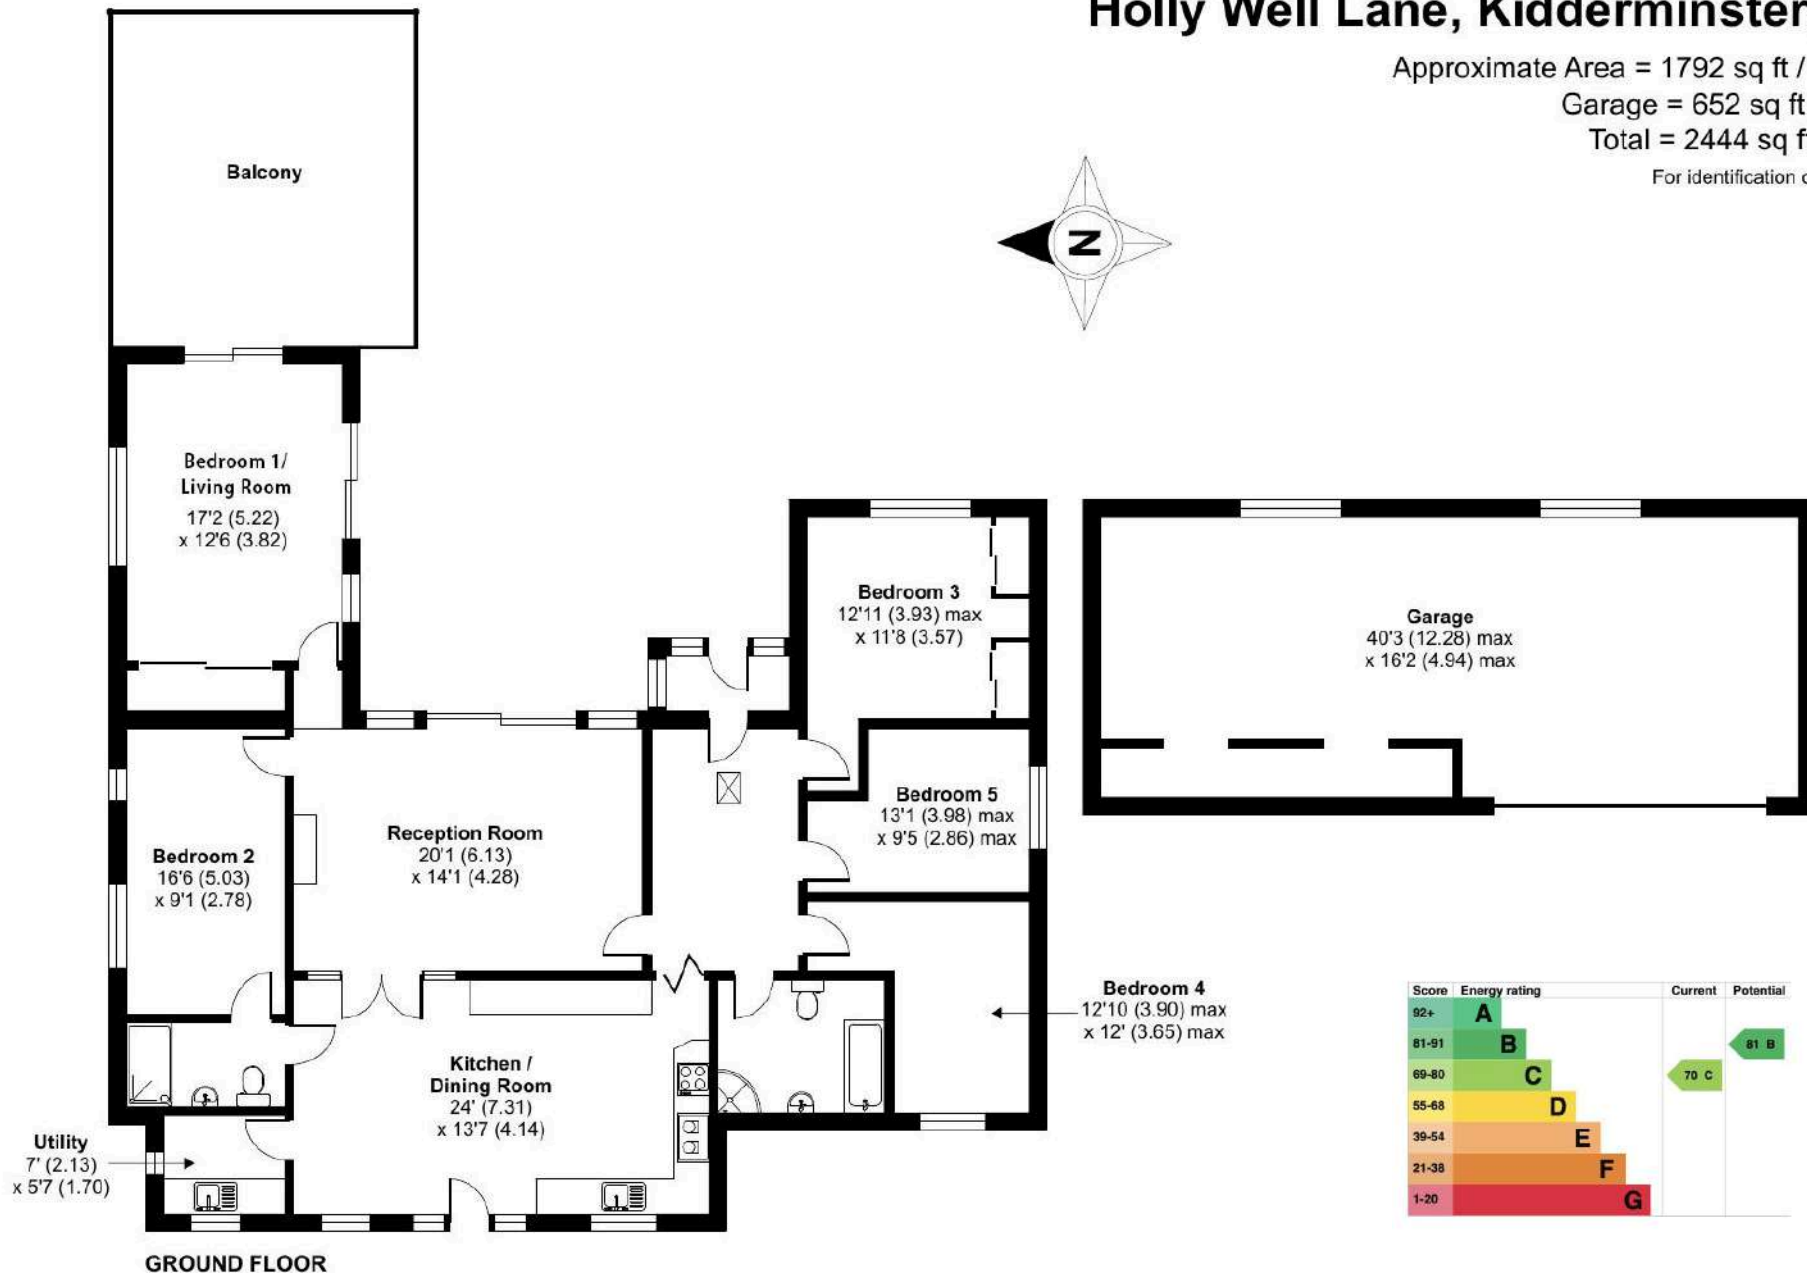 Holly Well Lane, Kidderminster
Approximate Area = 1792 sq ft /
Garage = 652 sq ft
Total = 2444 sq f
For identification
Balcony
N
Bedroom 1/
Living Room
17'2 (5.22)
x 12'6 (3.82)
Bedroom 3
12'11 (3.93) max
x 11'8 (3.57)
Garage
40'3 (12.28) max
x 16'2 (4.94) max
Bedroom 5
13'1 (3.98) max
x 9'5 (2.86) max
Reception Room
20'1 (6.13)
x 14'1 (4.28)
Bedroom 2
16'6 (5.03)
x 9'1 (2.78)
Bedroom 4
12'10 (3.90) max
x 12' (3.65) max
Kitchen /
Dining Room
24' (7.31)
x 13'7 (4.14)
Utility
7' (2.13)
x 5'7 (1.70)
GROUND FLOOR
Score Energy rating Current Potential
92+ A
81-91 B 81 B
69-80 C 70 C
55-68 D
39-54 E
21-38 F
1-20 G